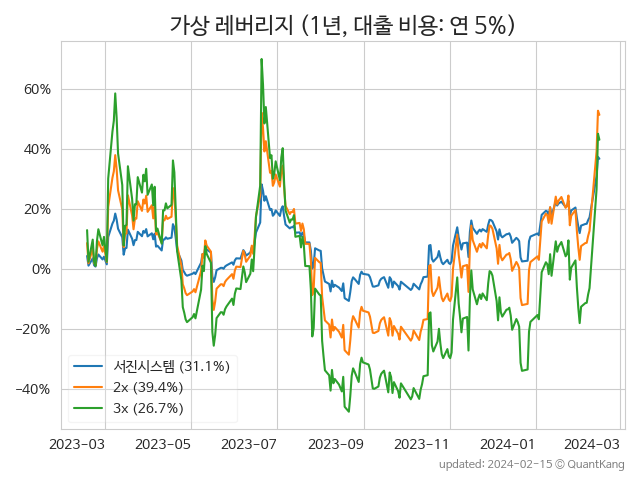 가상 레버리지 (1년, 대출 비용: 연 5%)
60%
40%
20%
0%
−20%
−40%
서진시스템 (31.1%)
2x (39.4%)
3x (26.7%)
2023-03 2023-05 2023-07 2023-09 2023-11 2024-01 2024-03
updated: 2024-02-15 © QuantKang